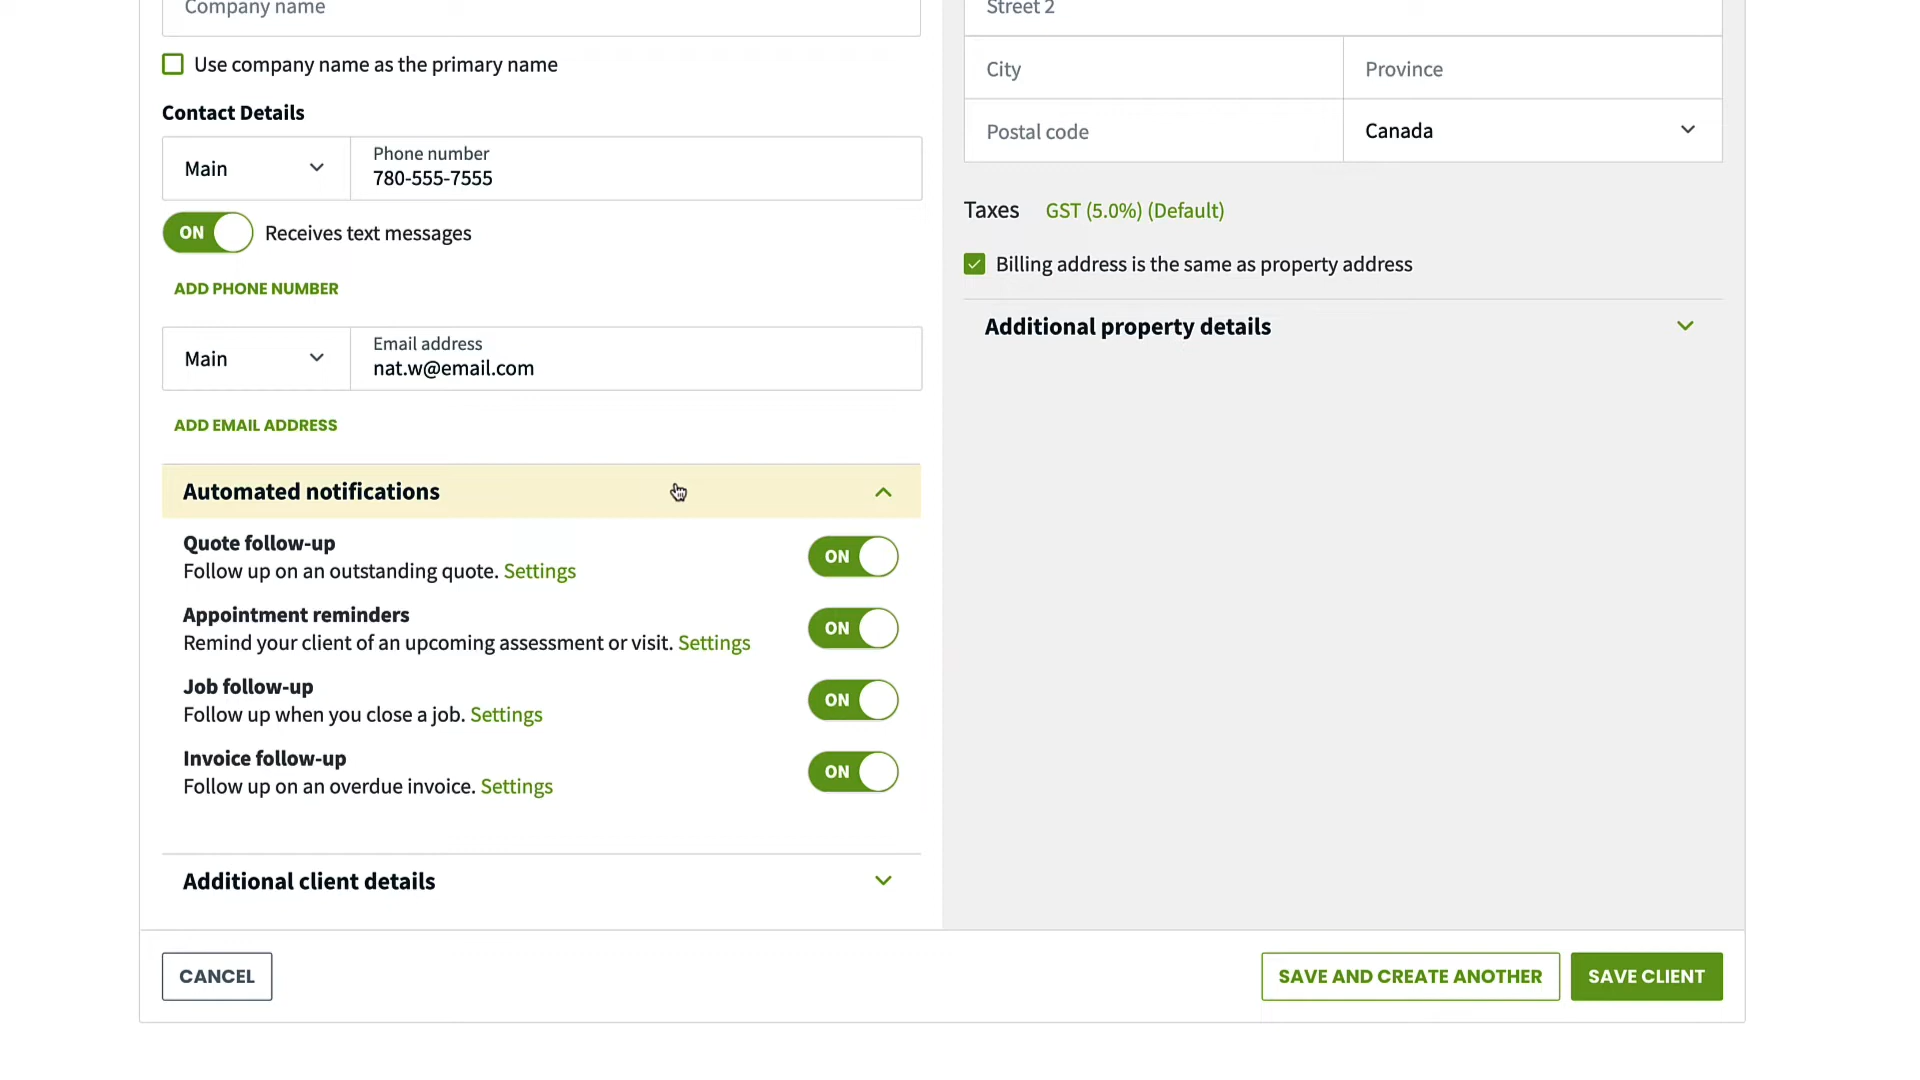 Company name
Use company name as the primary name
Contact Details
Main
Phone number
780-555-7555
ON
Receives text messages
ADD PHONE NUMBER
Main
Email address
nat.w@email.com
ADD EMAIL ADDRESS
Automated notifications
Quote follow-up
Follow up on an outstanding quote. Settings
ON
Appointment reminders
Remind your client of an upcoming assessment or visit. Settings
ON
Job follow-up
Follow up when you close a job. Settings
ON
Invoice follow-up
Follow up on an overdue invoice. Settings
ON
Additional client details
Street 2
City
Province
Postal code
Canada
Taxes GST (5.0%) (Default)
Billing address is the same as property address
Additional property details
CANCEL
SAVE AND CREATE ANOTHER
SAVE CLIENT